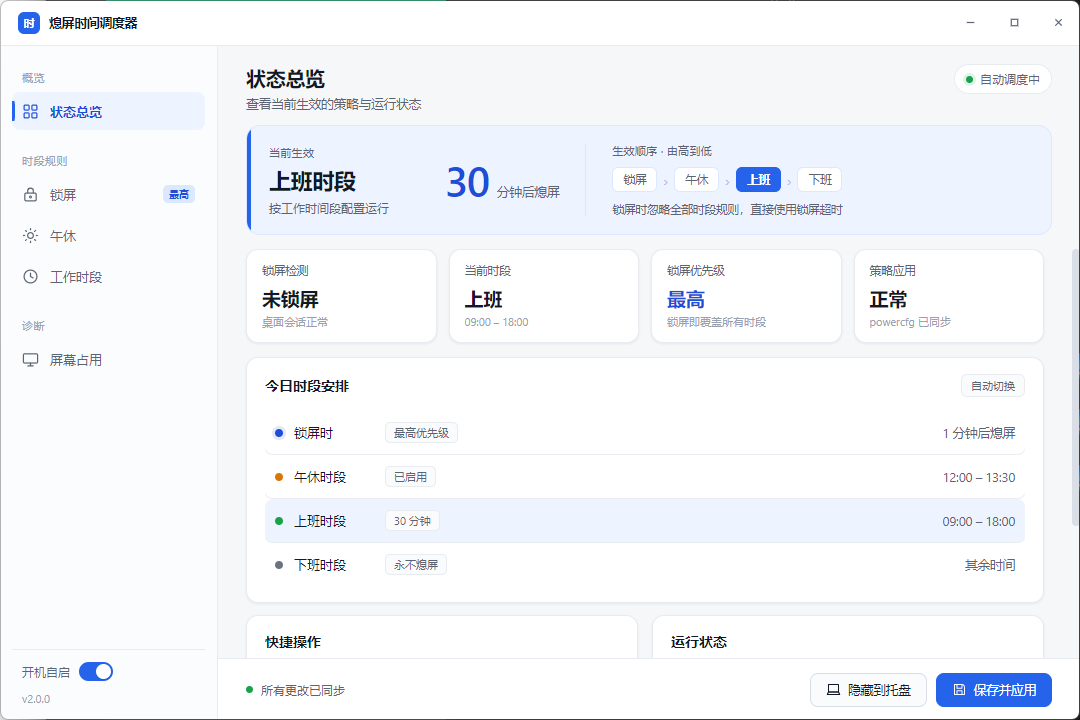 时 熄屏时间调度器
概览
状态总览
时段规则
锁屏 最高
午休
工作时段
诊断
屏幕占用
开机自启
v2.0.0
状态总览
查看当前生效的策略与运行状态
自动调度中
当前生效
上班时段
按工作时间段配置运行
30 分钟后熄屏
生效顺序 · 由高到低
锁屏 › 午休 › 上班 › 下班
锁屏时忽略全部时段规则，直接使用锁屏超时
锁屏检测
未锁屏
桌面会话正常
当前时段
上班
09:00 – 18:00
锁屏优先级
最高
锁屏即覆盖所有时段
策略应用
正常
powercfg 已同步
今日时段安排 自动切换
锁屏时 最高优先级 1 分钟后熄屏
午休时段 已启用 12:00 – 13:30
上班时段 30 分钟 09:00 – 18:00
下班时段 永不熄屏 其余时间
快捷操作
运行状态
所有更改已同步
隐藏到托盘
保存并应用